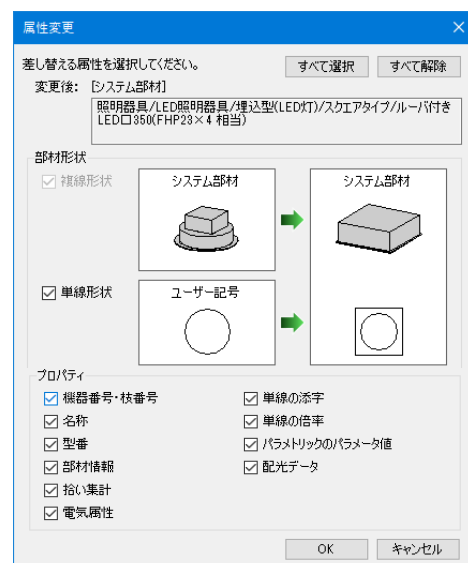 属性変更
差し替える属性を選択してください。 すべて選択 すべて解除
変更後: [システム部材]
照明器具/LED照明器具/埋込型(LED灯)/スクエアタイプ/ルーバ付き
LED口350(FHP23×4 相当)
部材形状
複線形状 システム部材 システム部材
単線形状 ユーザー記号
プロパティ
機器番号・枝番号 単線の添字
名称 単線の倍率
型番 パラメトリックのパラメータ値
部材情報 配光データ
拾い集計
電気属性
OK キャンセル